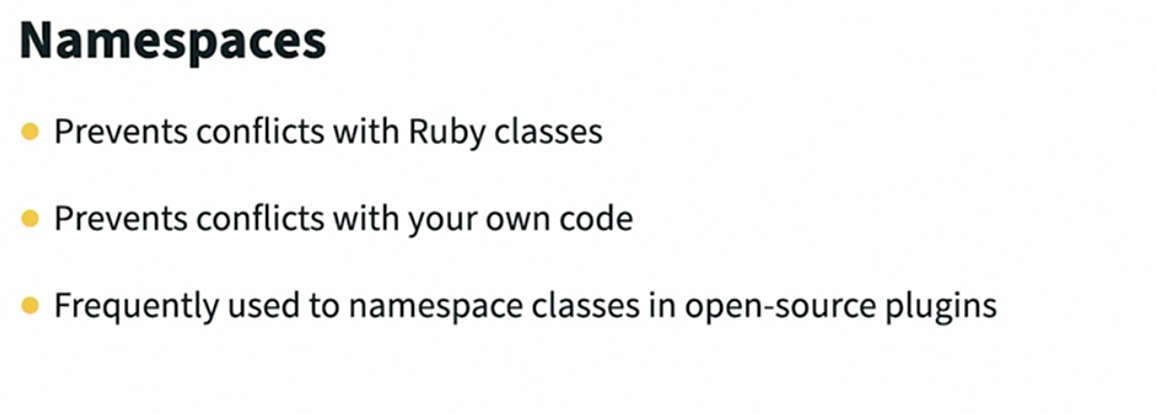 Namespaces
Prevents conflicts with Ruby classes
Prevents conflicts with your own code
Frequently used to namespace classes in open-source plugins